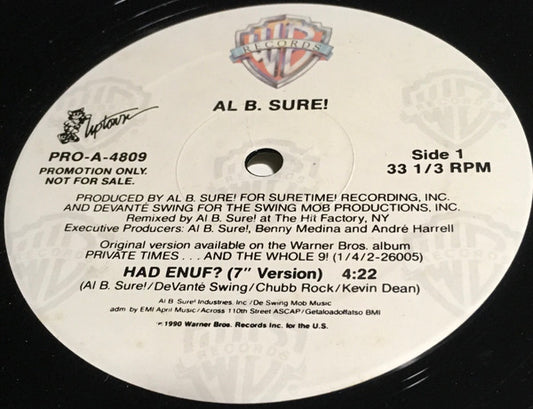 WB
RECORDS
AL B. SURE!
Uptown
PRO-A-4809
PROMOTION ONLY.
NOT FOR SALE.
Side 1
33 1/3 RPM
PRODUCED BY AL B. SURE! FOR SURETIME! RECORDING, INC.
AND DEVANTÉ SWING FOR THE SWING MOB PRODUCTIONS, INC.
Remixed by Al B. Sure! at The Hit Factory, NY
Executive Producers: Al B. Sure!, Benny Medina and André Harrell
Original version available on the Warner Bros. album
PRIVATE TIMES . . . AND THE WHOLE 9! (1/4/2-26005)
HAD ENUF? (7" Version) 4:22
(Al B. Sure!/DeVanté Swing/Chubb Rock/Kevin Dean)
Al B. Sure! Industries, Inc./De Swing Mob Music
adm. by EMI April Music/Across 110th Street ASCAP/Getaloadoffatso BMI
℗ 1990 Warner Bros. Records Inc. for the U.S.